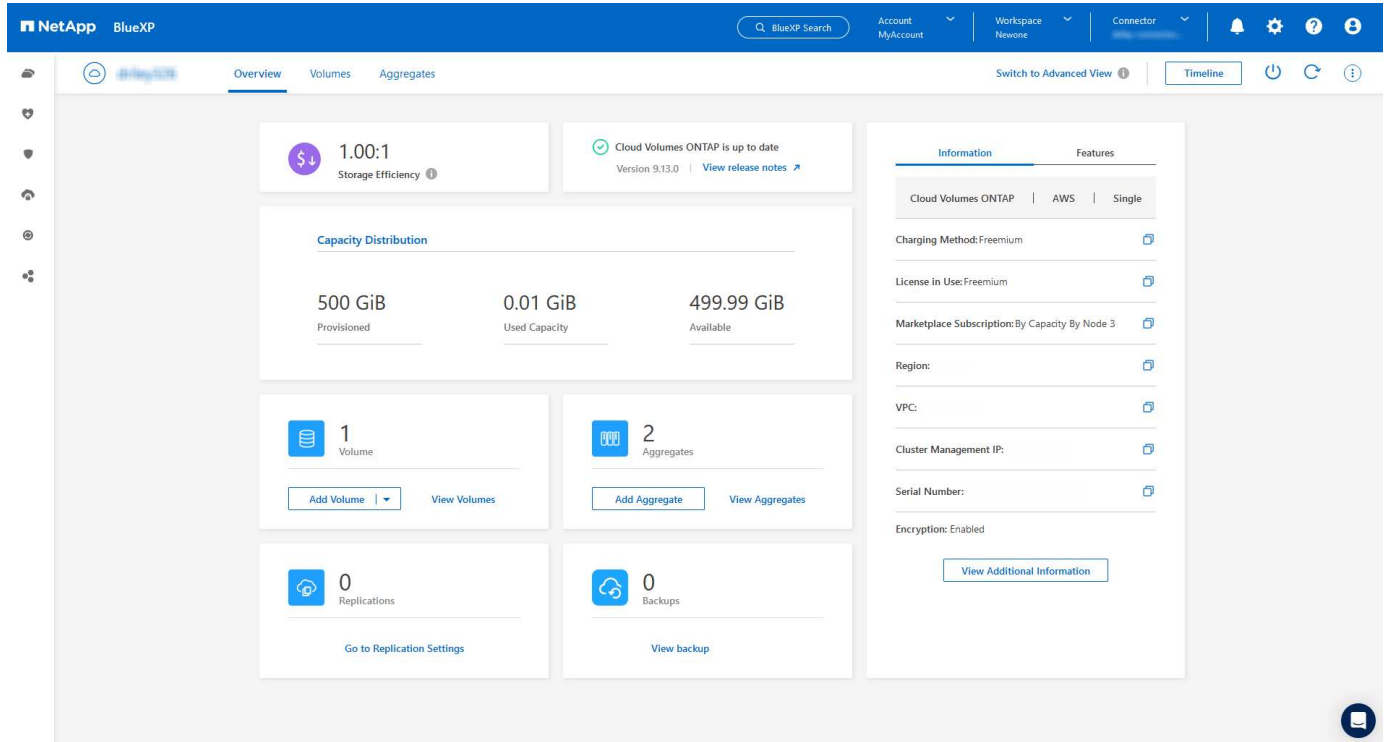 NetApp BlueXP
BlueXP Search
Account
MyAccount
Workspace
Newone
Connector
Overview Volumes Aggregates
Switch to Advanced View
Timeline
1.00:1
Storage Efficiency
Cloud Volumes ONTAP is up to date
Version 9.13.0 | View release notes
Capacity Distribution
500 GiB
Provisioned
0.01 GiB
Used Capacity
499.99 GiB
Available
1
Volume
Add Volume
View Volumes
2
Aggregates
Add Aggregate
View Aggregates
0
Replications
Go to Replication Settings
0
Backups
View backup
Information Features
Cloud Volumes ONTAP | AWS | Single
Charging Method: Freemium
License in Use: Freemium
Marketplace Subscription: By Capacity By Node 3
Region:
VPC:
Cluster Management IP:
Serial Number:
Encryption: Enabled
View Additional Information